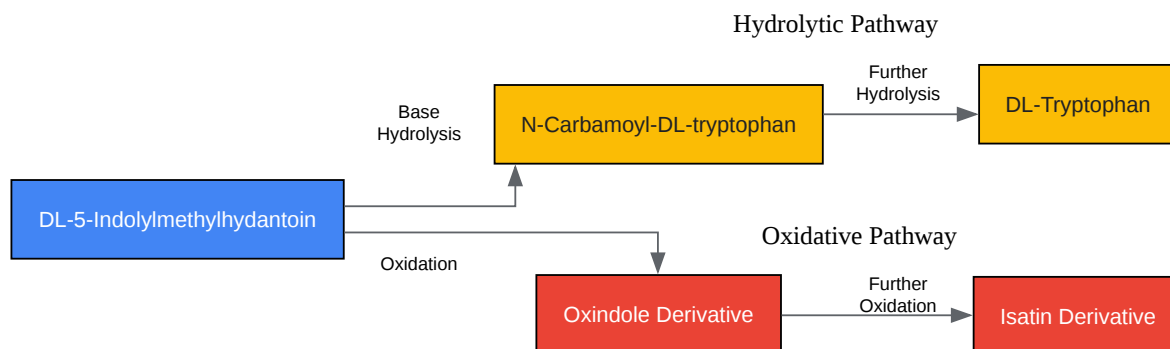 Hydrolytic Pathway
Further
Hydrolysis
DL-Tryptophan
Base
Hydrolysis
N-Carbamoyl-DL-tryptophan
DL-5-Indolylmethylhydantoin
Oxidative Pathway
Oxidation
Further
Oxidation
Oxindole Derivative
Isatin Derivative